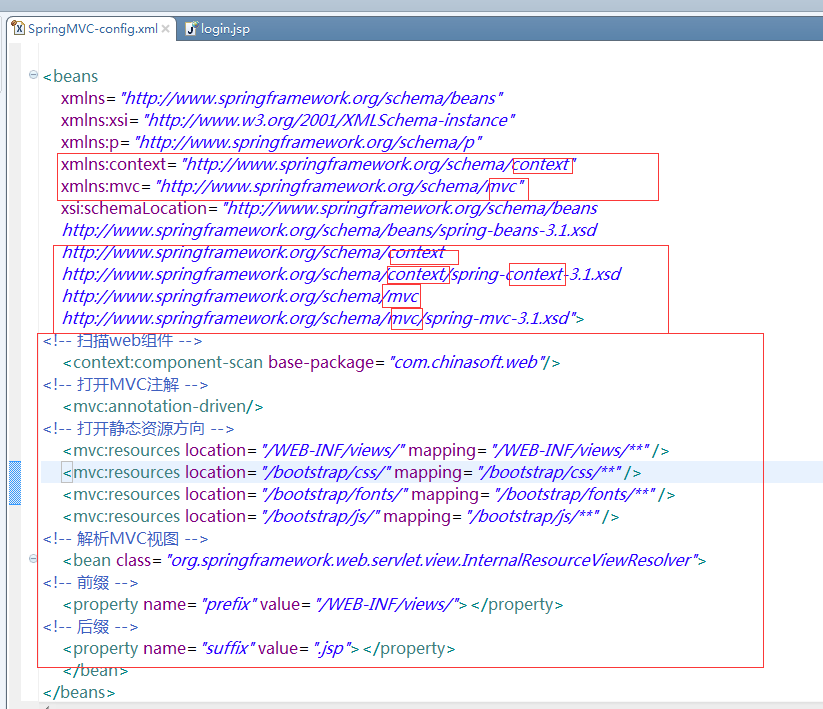 SpringMVC-config.xml login.jsp
<beans
xmlns="http://www.springframework.org/schema/beans"
xmlns:xsi="http://www.w3.org/2001/XMLSchema-instance"
xmlns:p="http://www.springframework.org/schema/p"
xmlns:context="http://www.springframework.org/schema/context"
xmlns:mvc="http://www.springframework.org/schema/mvc"
xsi:schemaLocation="http://www.springframework.org/schema/beans
http://www.springframework.org/schema/beans/spring-beans-3.1.xsd
http://www.springframework.org/schema/context
http://www.springframework.org/schema/context/spring-context-3.1.xsd
http://www.springframework.org/schema/mvc
http://www.springframework.org/schema/mvc/spring-mvc-3.1.xsd">
<!-- 扫描web组件 -->
<context:component-scan base-package="com.chinasoft.web"/>
<!-- 打开MVC注解 -->
<mvc:annotation-driven/>
<!-- 打开静态资源方向 -->
<mvc:resources location="/WEB-INF/views/" mapping="/WEB-INF/views/**" />
<mvc:resources location="/bootstrap/css/" mapping="/bootstrap/css/**" />
<mvc:resources location="/bootstrap/fonts/" mapping="/bootstrap/fonts/**" />
<mvc:resources location="/bootstrap/js/" mapping="/bootstrap/js/**" />
<!-- 解析MVC视图 -->
<bean class="org.springframework.web.servlet.view.InternalResourceViewResolver">
<!-- 前缀 -->
<property name="prefix" value="/WEB-INF/views/"></property>
<!-- 后缀 -->
<property name="suffix" value=".jsp"></property>
</bean>
</beans>